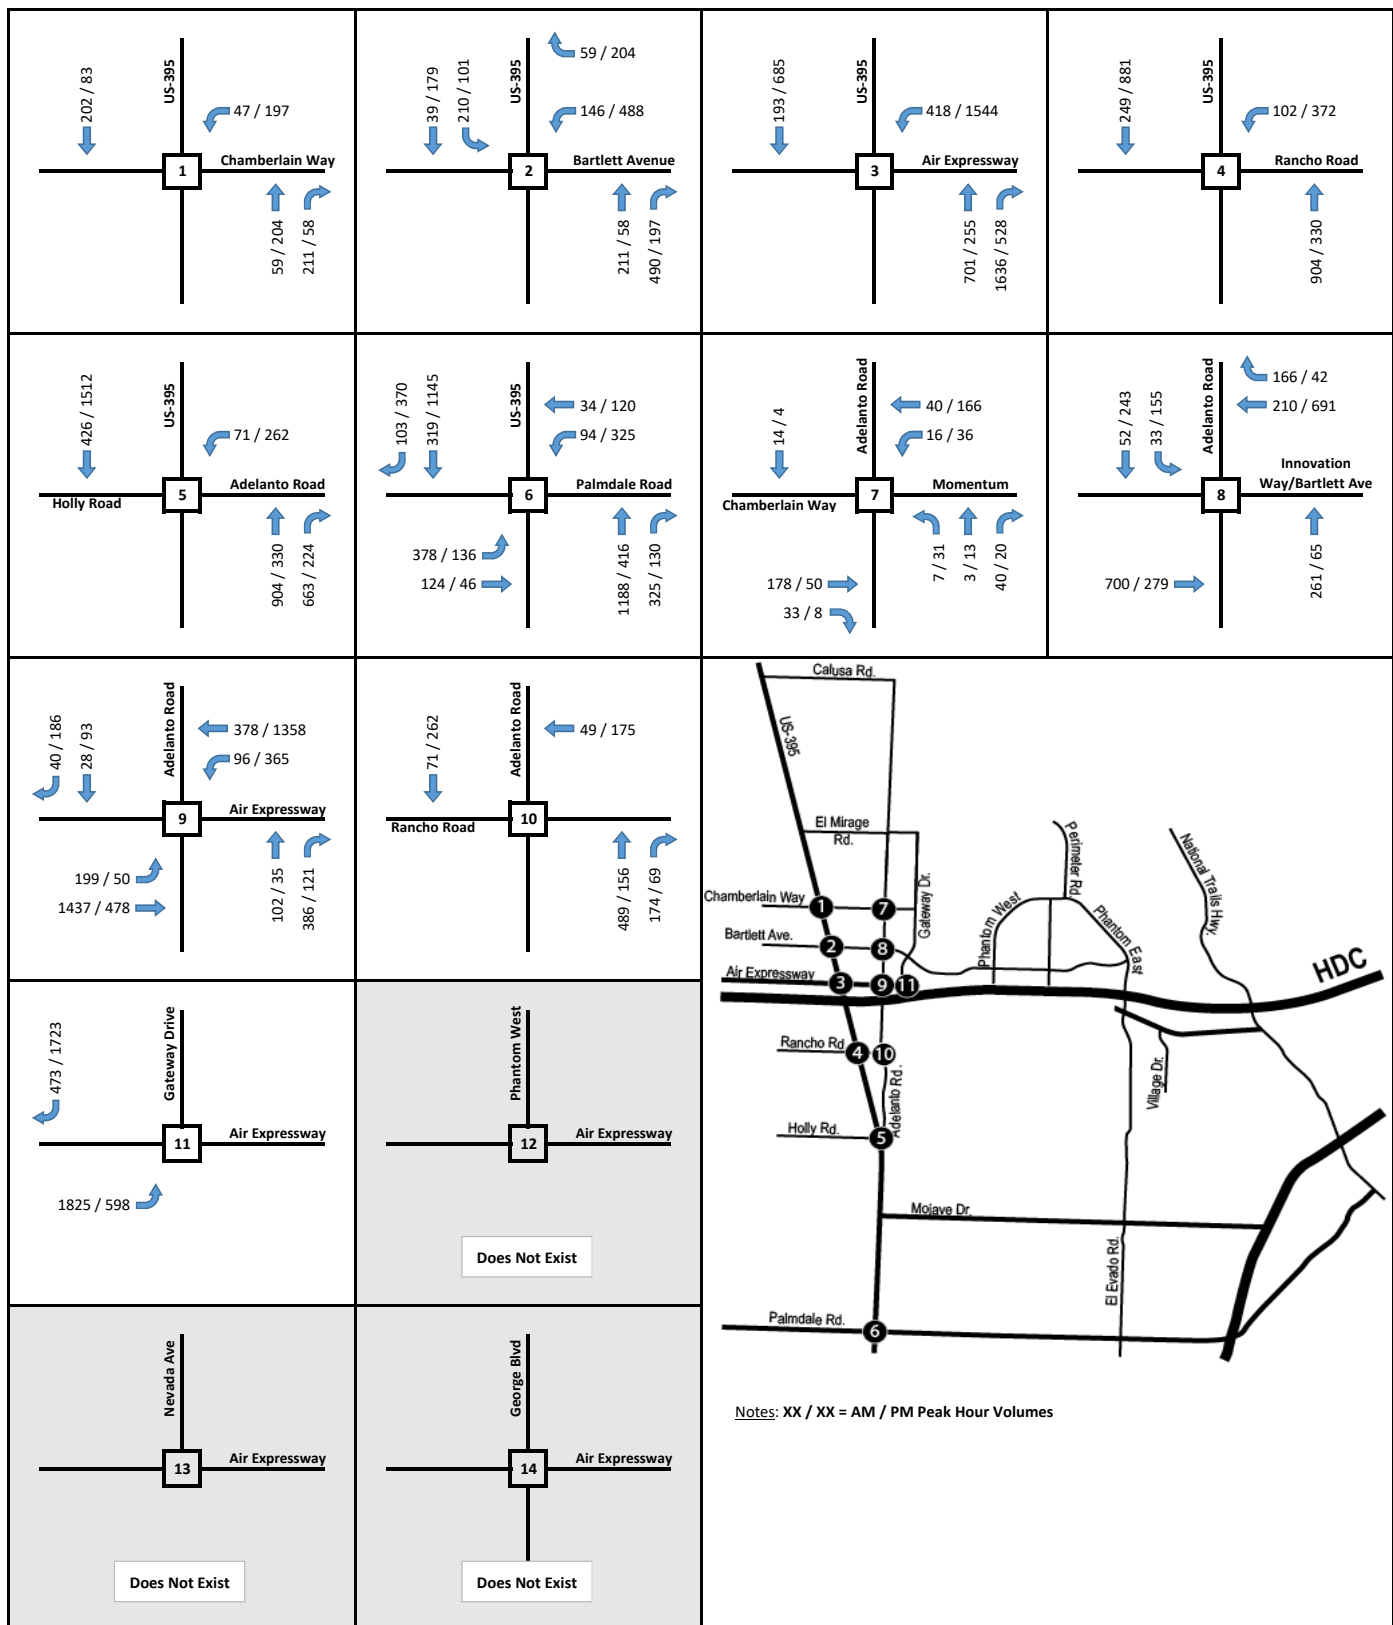 202 / 83
US-395
47 / 197
Chamberlain Way
1
59 / 204
211 / 58
39 / 179
210 / 101
US-395
59 / 204
146 / 488
Bartlett Avenue
2
211 / 58
490 / 197
193 / 685
US-395
418 / 1544
Air Expressway
3
701 / 255
1636 / 528
249 / 881
US-395
102 / 372
Rancho Road
4
904 / 330
426 / 1512
US-395
71 / 262
Adelanto Road
Holly Road
5
904 / 330
663 / 224
103 / 370
319 / 1145
US-395
34 / 120
94 / 325
Palmdale Road
6
378 / 136
124 / 46
1188 / 416
325 / 130
14 / 4
Adelanto Road
40 / 166
16 / 36
Momentum
Chamberlain Way
7
178 / 50
33 / 8
7 / 31
3 / 13
40 / 20
52 / 243
33 / 155
Adelanto Road
166 / 42
210 / 691
Innovation
Way/Bartlett Ave
8
700 / 279
261 / 65
40 / 186
28 / 93
Adelanto Road
378 / 1358
96 / 365
Air Expressway
9
199 / 50
1437 / 478
102 / 35
386 / 121
71 / 262
Adelanto Road
49 / 175
Rancho Road
10
489 / 156
174 / 69
473 / 1723
Gateway Drive
Air Expressway
11
1825 / 598
Phantom West
Air Expressway
12
Does Not Exist
Nevada Ave
Air Expressway
13
Does Not Exist
George Blvd
Air Expressway
14
Does Not Exist
Calusa Rd.
US-395
El Mirage
Rd.
Chamberlain Way
1
7
Gateway Dr.
Bartlett Ave.
2
8
Air Expressway
3
9
11
Phantom West
Perimeter Rd
Phantom East
National Trails Hwy.
HDC
Rancho Rd
4
10
Adelanto Rd.
Village Dr.
Holly Rd.
5
Mojave Dr.
El Evado Rd.
Palmdale Rd.
6
Notes: XX / XX = AM / PM Peak Hour Volumes